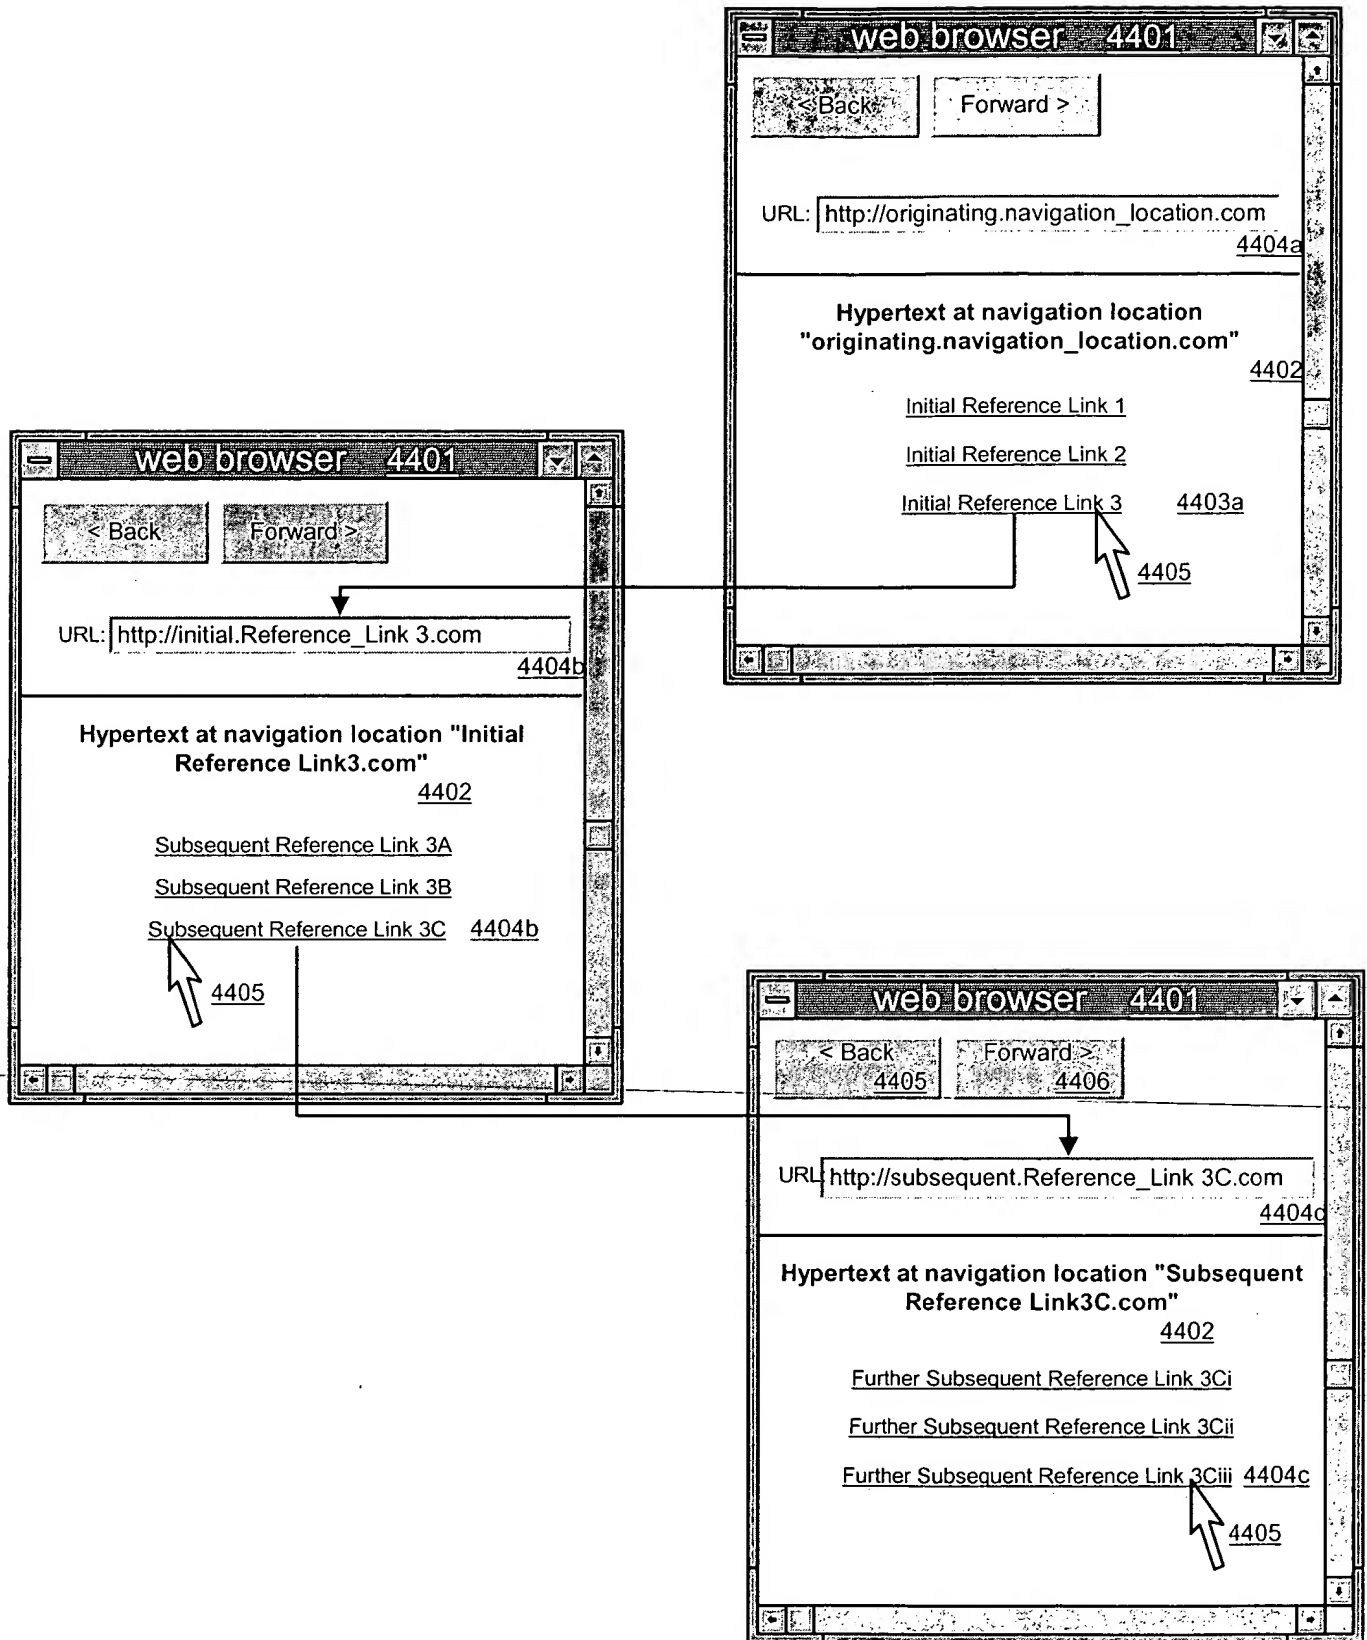 web browser 4401
< Back Forward >
URL: http://originating.navigation_location.com
4404a
Hypertext at navigation location
"originating.navigation_location.com"
4402
Initial Reference Link 1
Initial Reference Link 2
Initial Reference Link 3 4403a
4405
web browser 4401
< Back Forward >
URL: http://initial.Reference_Link 3.com
4404b
Hypertext at navigation location "Initial
Reference Link3.com"
4402
Subsequent Reference Link 3A
Subsequent Reference Link 3B
Subsequent Reference Link 3C 4404b
4405
web browser 4401
< Back Forward >
4405 4406
URL: http://subsequent.Reference_Link 3C.com
4404c
Hypertext at navigation location "Subsequent
Reference Link3C.com"
4402
Further Subsequent Reference Link 3Ci
Further Subsequent Reference Link 3Cii
Further Subsequent Reference Link 3Ciii 4404c
4405